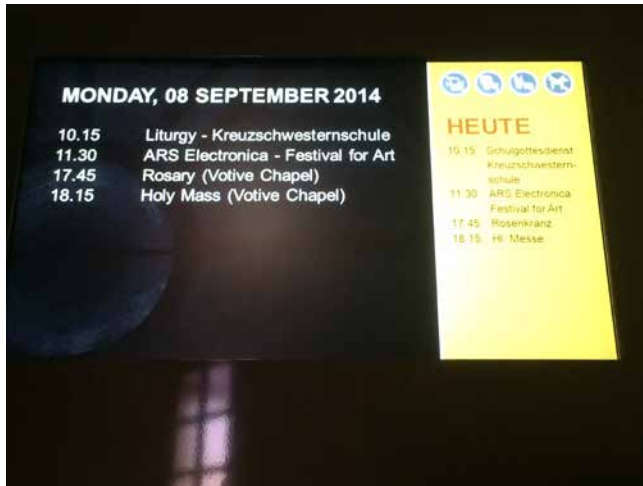 MONDAY, 08 SEPTEMBER 2014
10.15 Liturgy - Kreuzschwesternschule
11.30 ARS Electronica - Festival for Art
17.45 Rosary (Votive Chapel)
18.15 Holy Mass (Votive Chapel)
HEUTE
10 15 Schulgottesdienst
Kreuzschwestern-
schule
11 30 ARS Electronica
Festival for Art
17 45 Rosenkranz
18 15 Hl. Messe